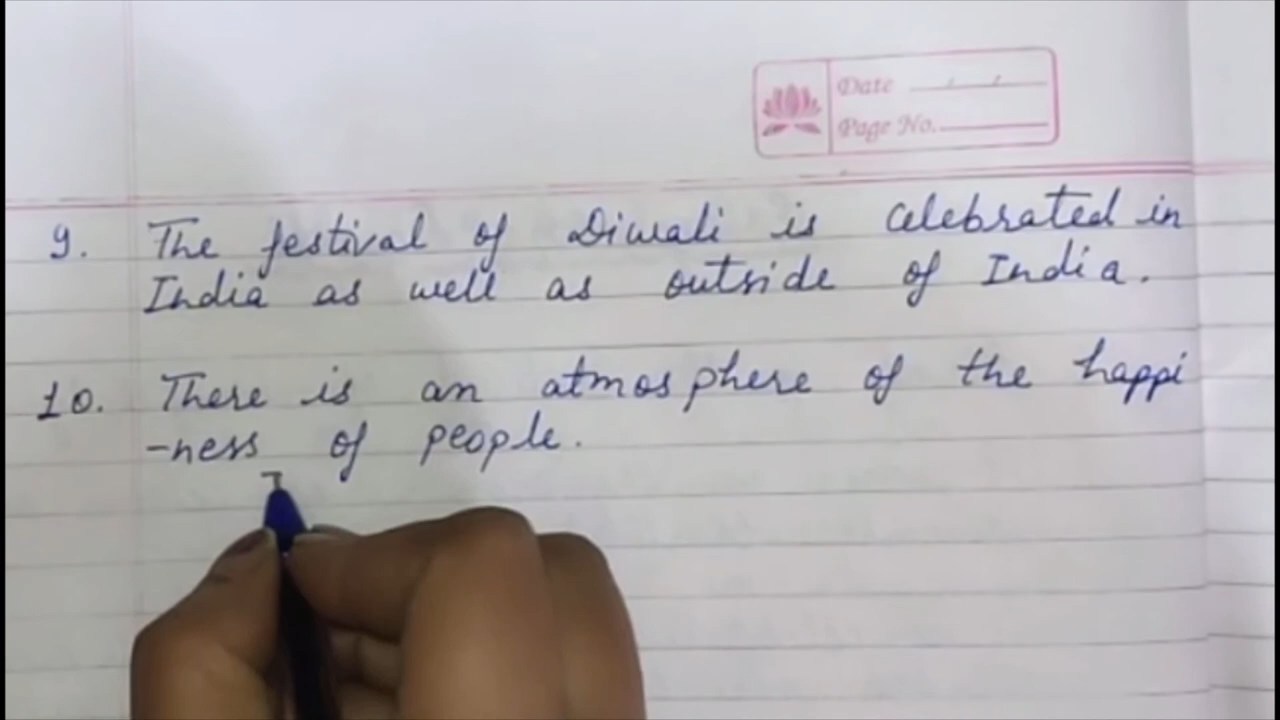 Date / /
Page No.
9. The festival of Diwali is celebrated in
India as well as outside of India.
10. There is an atmosphere of the happi
-ness of people.